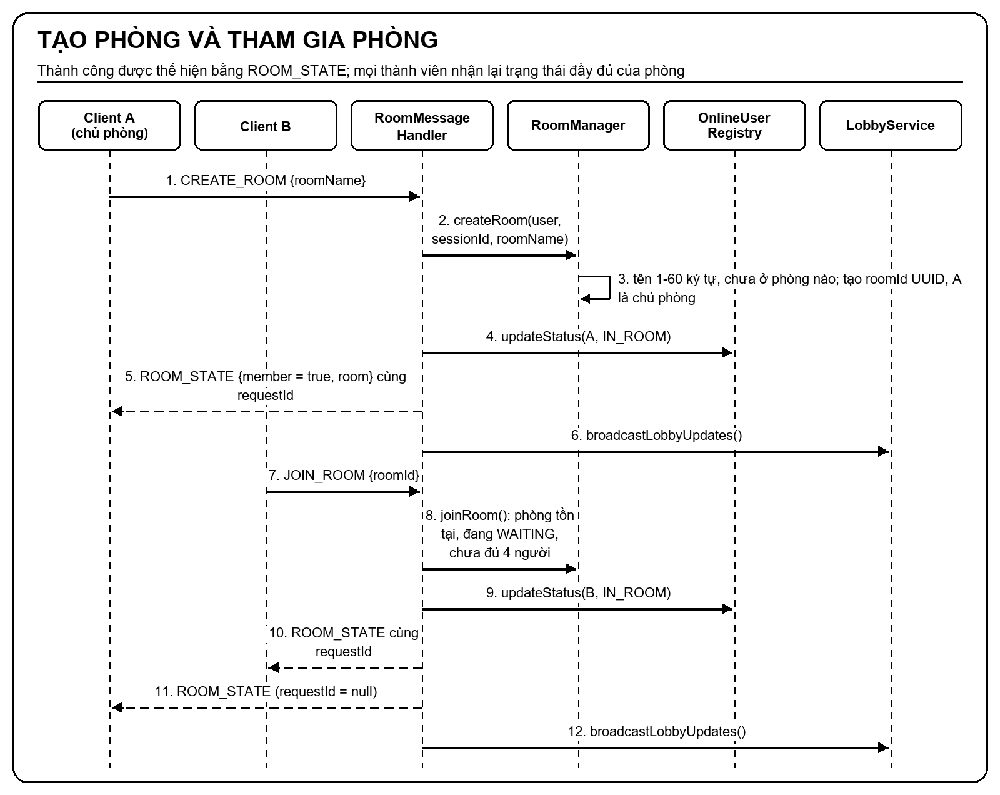 TẠO PHÒNG VÀ THAM GIA PHÒNG
Thành công được thể hiện bằng ROOM_STATE; mọi thành viên nhận lại trạng thái đầy đủ của phòng
Client A
(chủ phòng)
Client B
RoomMessage
Handler
RoomManager
OnlineUser
Registry
LobbyService
1. CREATE_ROOM {roomName}
2. createRoom(user,
sessionId, roomName)
3. tên 1-60 ký tự, chưa ở phòng nào; tạo roomId UUID, A
là chủ phòng
4. updateStatus(A, IN_ROOM)
5. ROOM_STATE {member = true, room} cùng
requestId
6. broadcastLobbyUpdates()
7. JOIN_ROOM {roomId}
8. joinRoom(): phòng tồn
tại, đang WAITING,
chưa đủ 4 người
9. updateStatus(B, IN_ROOM)
10. ROOM_STATE cùng
requestId
11. ROOM_STATE (requestId = null)
12. broadcastLobbyUpdates()